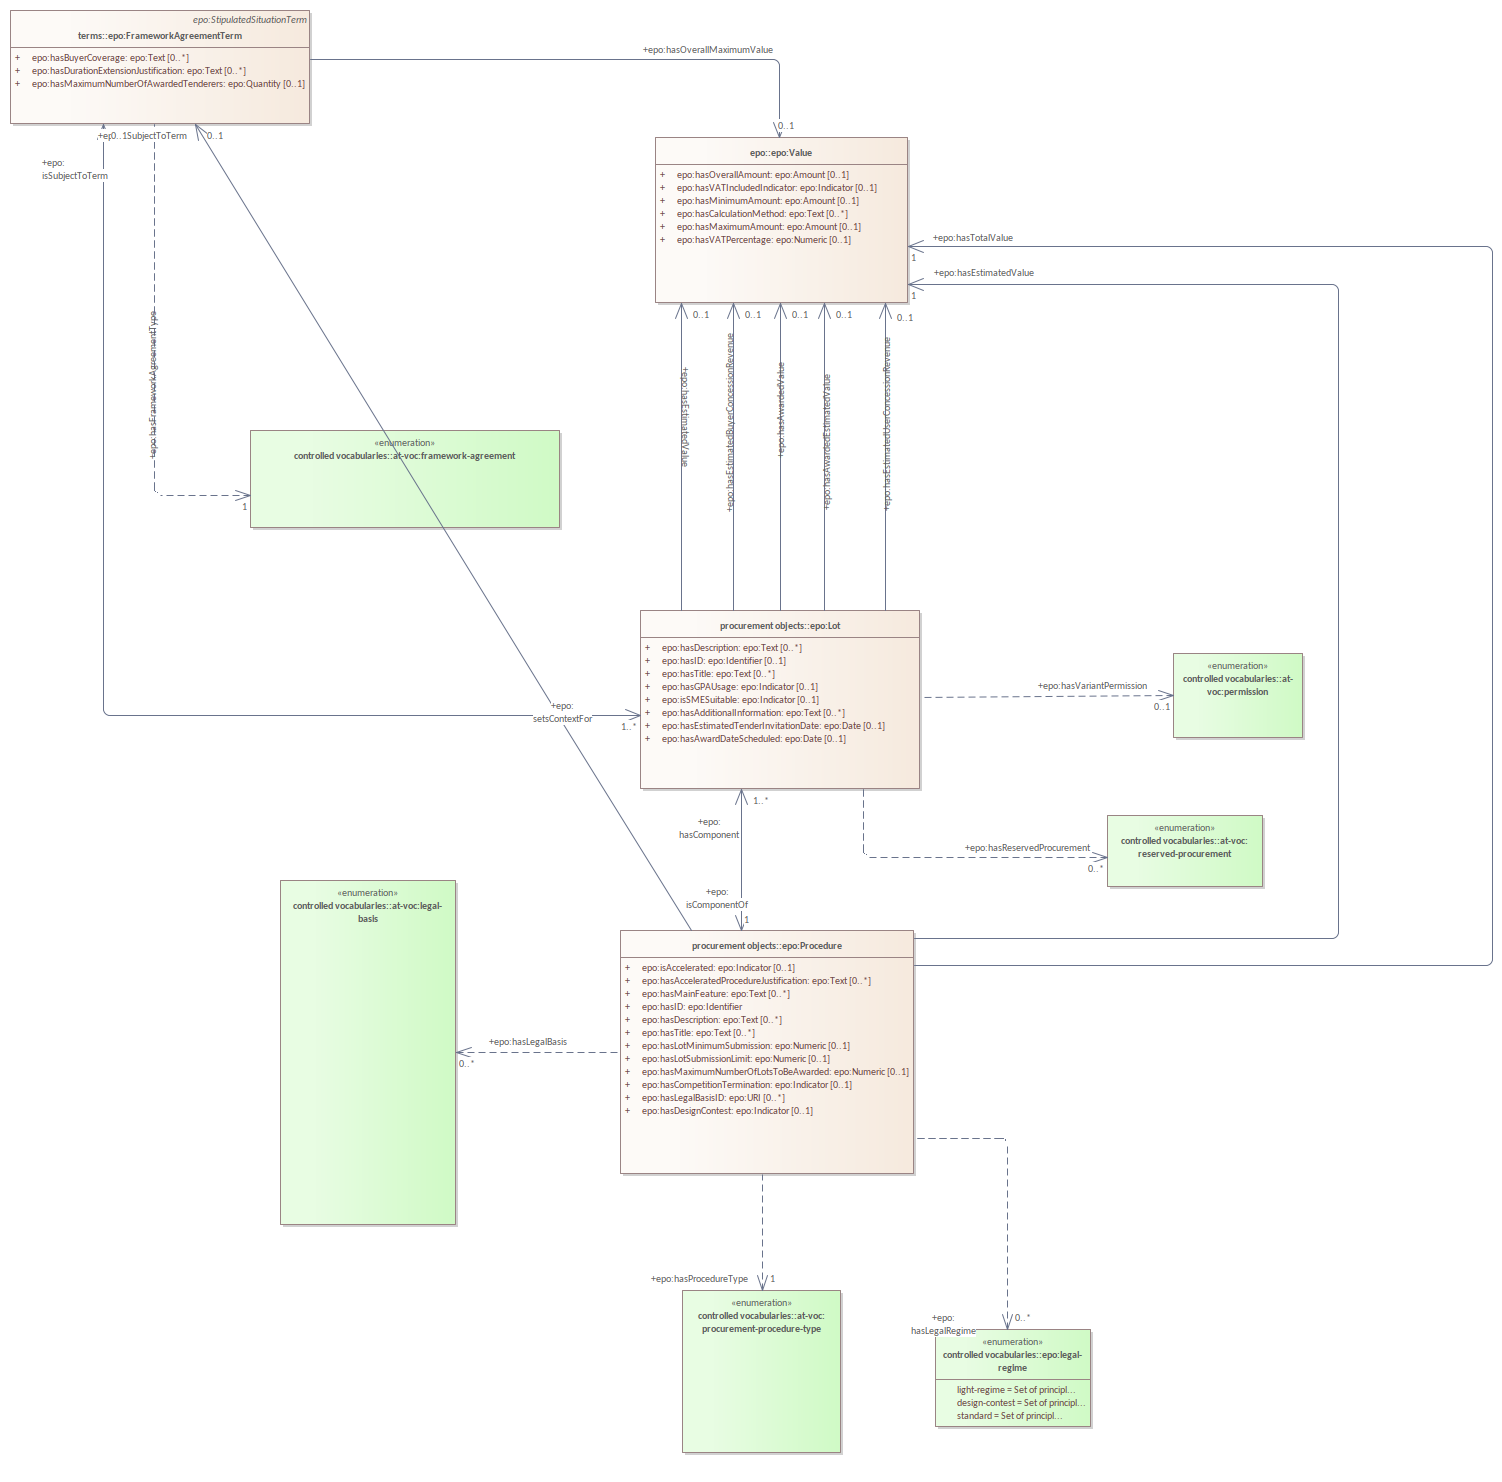 epo:StipulatedSituationTerm
terms::epo:FrameworkAgreementTerm
+ epo:hasBuyerCoverage: epo:Text [0..*]
+ epo:hasDurationExtensionJustification: epo:Text [0..*]
+ epo:hasMaximumNumberOfAwardedTenderers: epo:Quantity [0..1]
+epo:hasOverallMaximumValue
0..1
0..1SubjectToTerm
0..1
+epo:
isSubjectToTerm
epo::epo:Value
+ epo:hasOverallAmount: epo:Amount [0..1]
+ epo:hasVATIncludedIndicator: epo:Indicator [0..1]
+ epo:hasMinimumAmount: epo:Amount [0..1]
+ epo:hasCalculationMethod: epo:Text [0..*]
+ epo:hasMaximumAmount: epo:Amount [0..1]
+ epo:hasVATPercentage: epo:Numeric [0..1]
+epo:hasTotalValue
1
+epo:hasEstimatedValue
1
0..1
0..1
0..1
0..1
0..1
+epo:hasEstimatedValue
+epo:hasEstimatedBuyerConcessionRevenue
+epo:hasAwardedValue
+epo:hasAwardedEstimatedValue
+epo:hasEstimatedUserConcessionRevenue
+epo:hasFrameworkAgreementType
1
«enumeration»
controlled vocabularies::at-voc:framework-agreement
procurement objects::epo:Lot
+ epo:hasDescription: epo:Text [0..*]
+ epo:hasID: epo:Identifier [0..1]
+ epo:hasTitle: epo:Text [0..*]
+ epo:hasGPAUsage: epo:Indicator [0..1]
+ epo:isSMESuitable: epo:Indicator [0..1]
+ epo:hasAdditionalInformation: epo:Text [0..*]
+ epo:hasEstimatedTenderInvitationDate: epo:Date [0..1]
+ epo:hasAwardDateScheduled: epo:Date [0..1]
+epo:
setsContextFor
1..*
+epo:hasVariantPermission
0..1
«enumeration»
controlled vocabularies::at-
voc:permission
1..*
+epo:
hasComponent
+epo:hasReservedProcurement
0..*
«enumeration»
controlled vocabularies::at-voc:
reserved-procurement
+epo:
isComponentOf
1
«enumeration»
controlled vocabularies::at-voc:legal-
basis
procurement objects::epo:Procedure
+ epo:isAccelerated: epo:Indicator [0..1]
+ epo:hasAcceleratedProcedureJustification: epo:Text [0..*]
+ epo:hasMainFeature: epo:Text [0..*]
+ epo:hasID: epo:Identifier
+ epo:hasDescription: epo:Text [0..*]
+ epo:hasTitle: epo:Text [0..*]
+ epo:hasLotMinimumSubmission: epo:Numeric [0..1]
+ epo:hasLotSubmissionLimit: epo:Numeric [0..1]
+ epo:hasMaximumNumberOfLotsToBeAwarded: epo:Numeric [0..1]
+ epo:hasCompetitionTermination: epo:Indicator [0..1]
+ epo:hasLegalBasisID: epo:URI [0..*]
+ epo:hasDesignContest: epo:Indicator [0..1]
+epo:hasLegalBasis
0..*
+epo:hasProcedureType
1
«enumeration»
controlled vocabularies::at-voc:
procurement-procedure-type
+epo:
hasLegalRegime
0..*
«enumeration»
controlled vocabularies::epo:legal-
regime
light-regime = Set of principl...
design-contest = Set of principl...
standard = Set of principl...